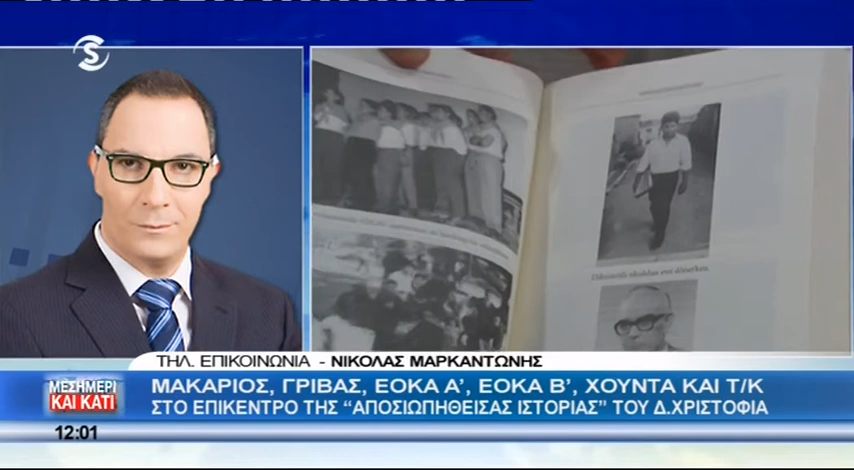 S
ΤΗΛ. ΕΠΙΚΟΙΝΩΝΙΑ - ΝΙΚΟΛΑΣ ΜΑΡΚΑΝΤΩΝΗΣ
ΜΕΣΗΜΕΡΙ
ΚΑΙ ΚΑΤΙ
ΜΑΚΑΡΙΟΣ, ΓΡΙΒΑΣ, ΕΟΚΑ Α’, ΕΟΚΑ Β’, ΧΟΥΝΤΑ ΚΑΙ Τ/Κ
ΣΤΟ ΕΠΙΚΕΝΤΡΟ ΤΗΣ “ΑΠΟΣΙΩΠΗΘΕΙΣΑΣ ΙΣΤΟΡΙΑΣ” ΤΟΥ Δ.ΧΡΙΣΤΟΦΙΑ
12:01